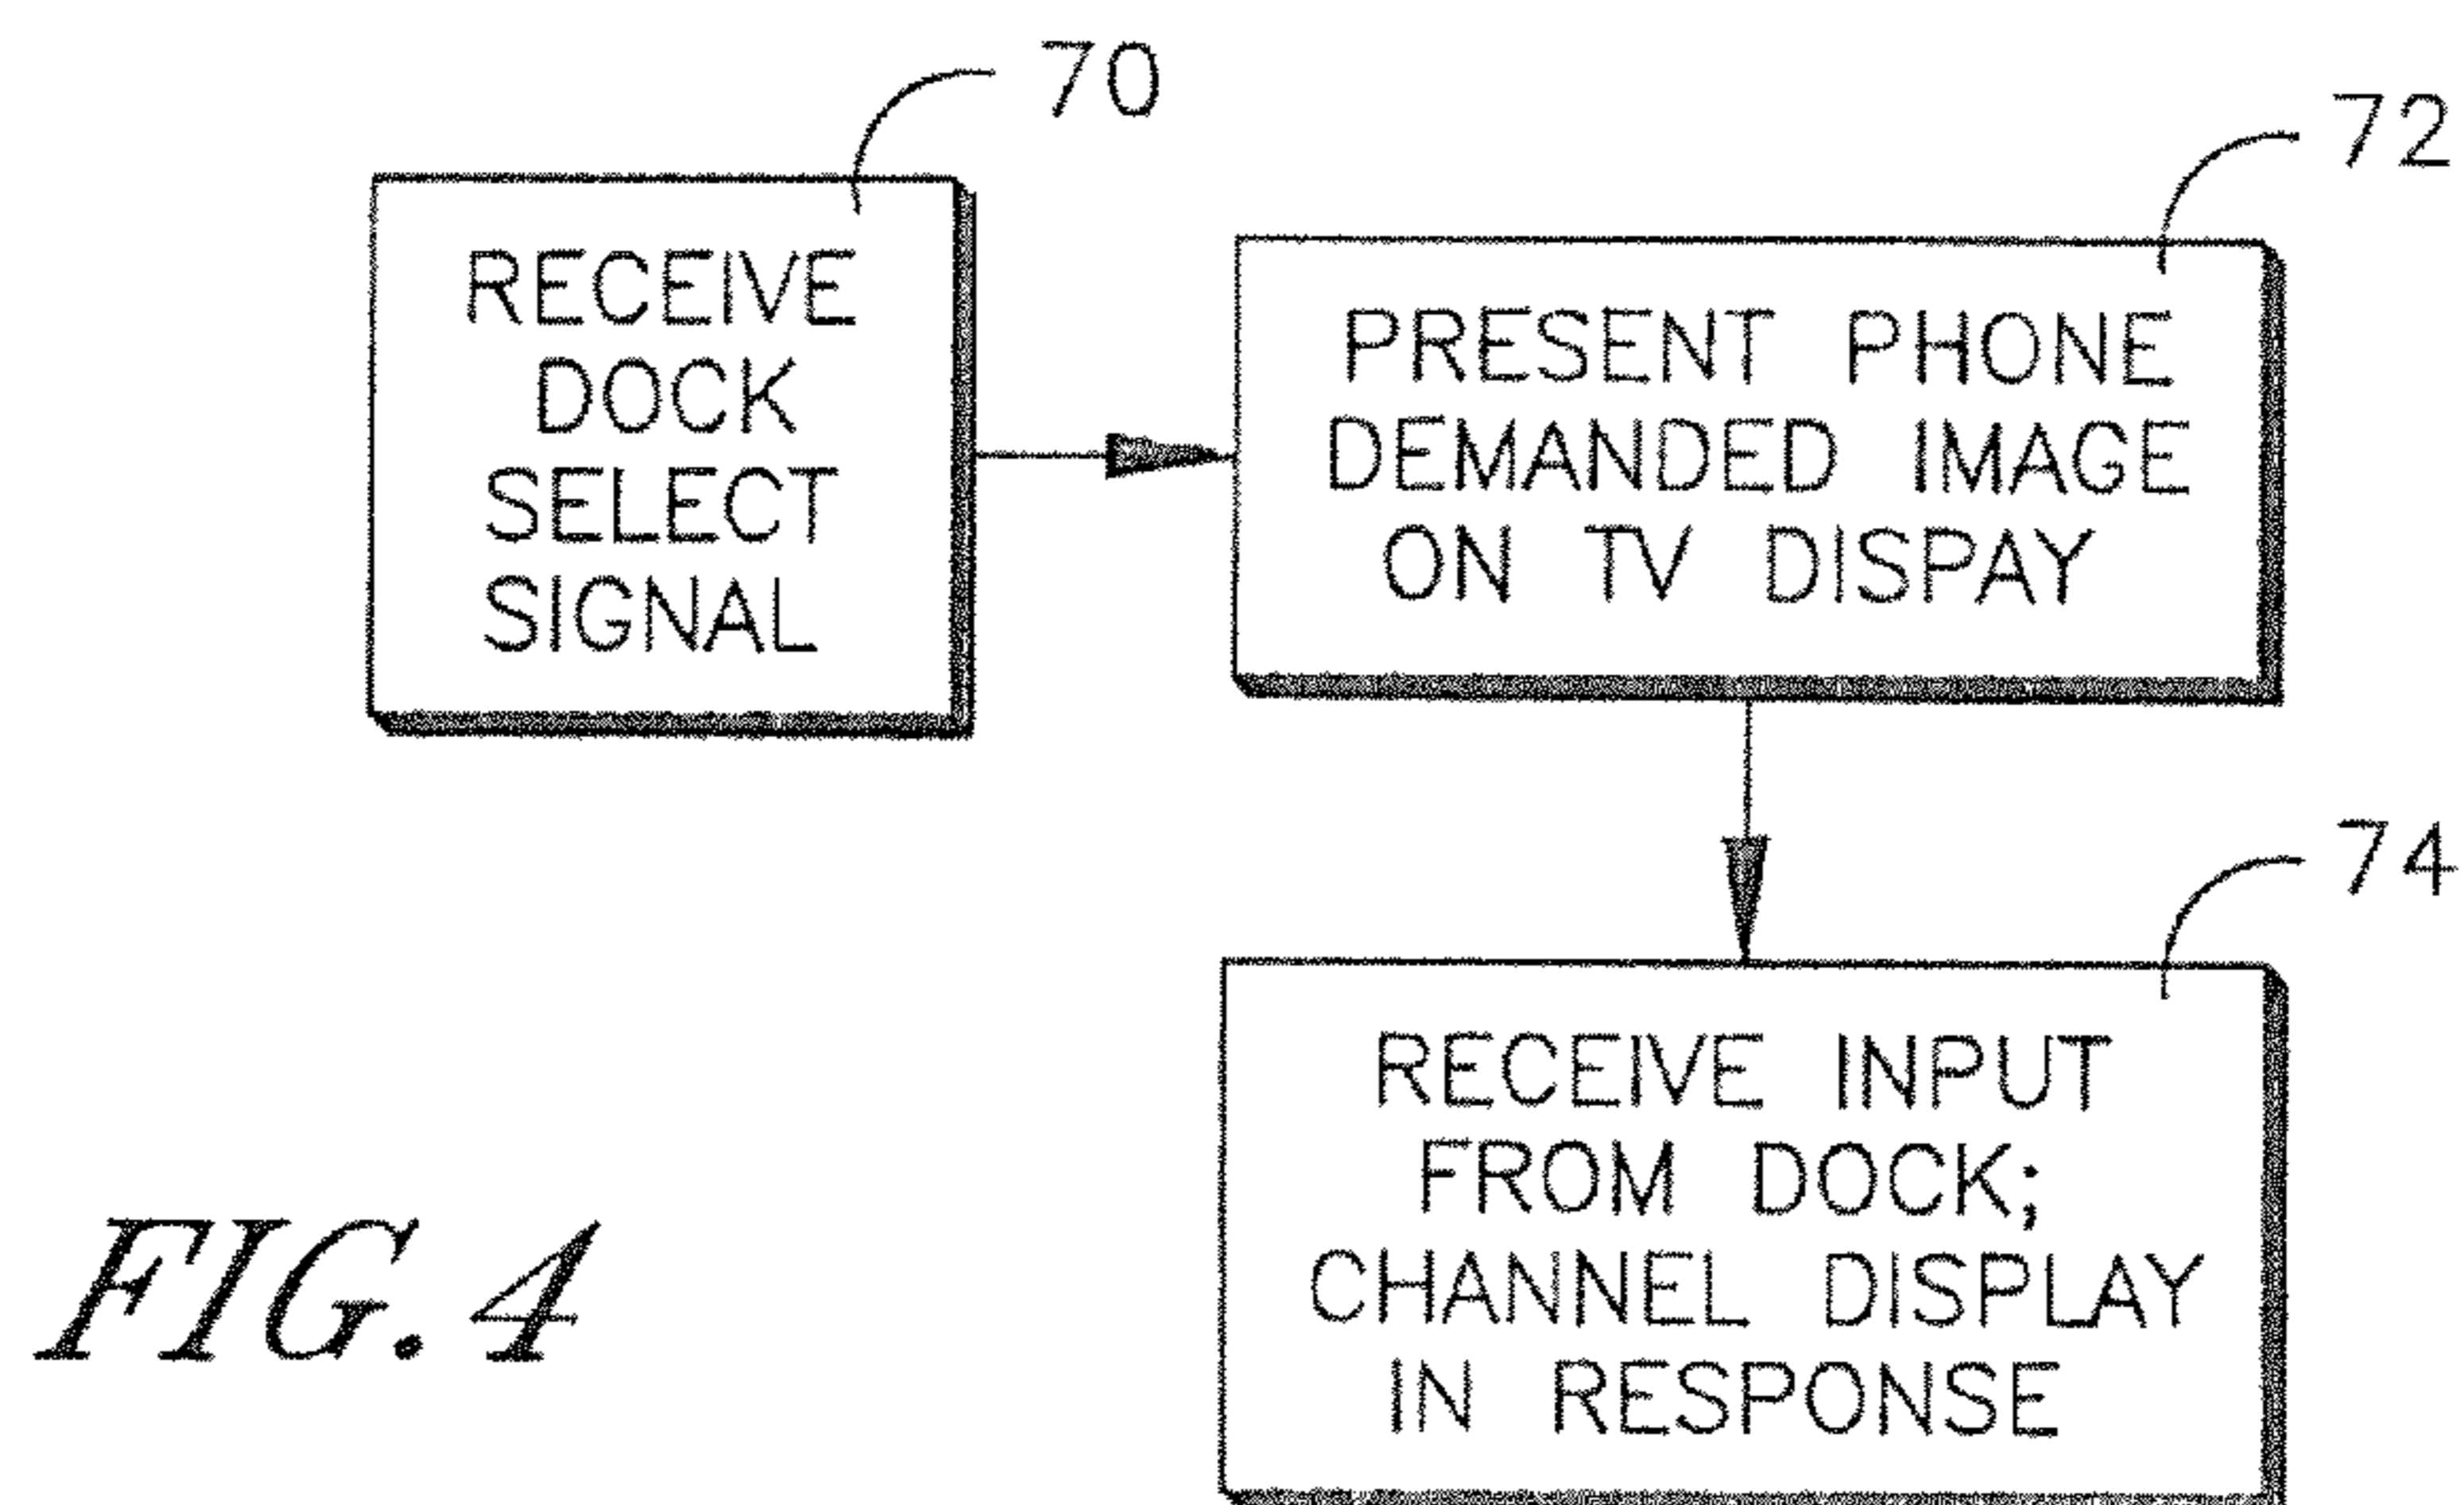 70
RECEIVE
DOCK
SELECT
SIGNAL
72
PRESENT PHONE
DEMANDED IMAGE
ON TV DISPAY
74
RECEIVE INPUT
FROM DOCK;
CHANNEL DISPLAY
IN RESPONSE
FIG. 4